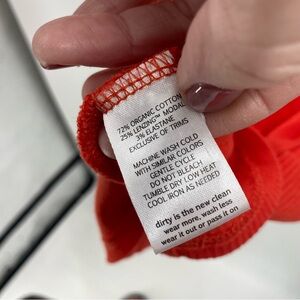 72% ORGANIC COTTON
25% LENZING™ MODAL
3% ELASTANE
EXCLUSIVE OF TRIMS
MACHINE WASH COLD
WITH SIMILAR COLORS
GENTLE CYCLE
DO NOT BLEACH
TUMBLE DRY LOW HEAT
COOL IRON AS NEEDED
dirty is the new clean
wear more, wash less
wear it out or pass it on